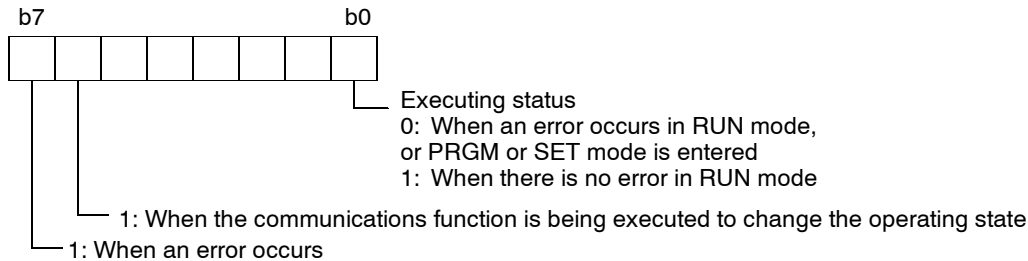 b7 b0
Executing status
0: When an error occurs in RUN mode,
or PRGM or SET mode is entered
1: When there is no error in RUN mode
1: When the communications function is being executed to change the operating state
1: When an error occurs